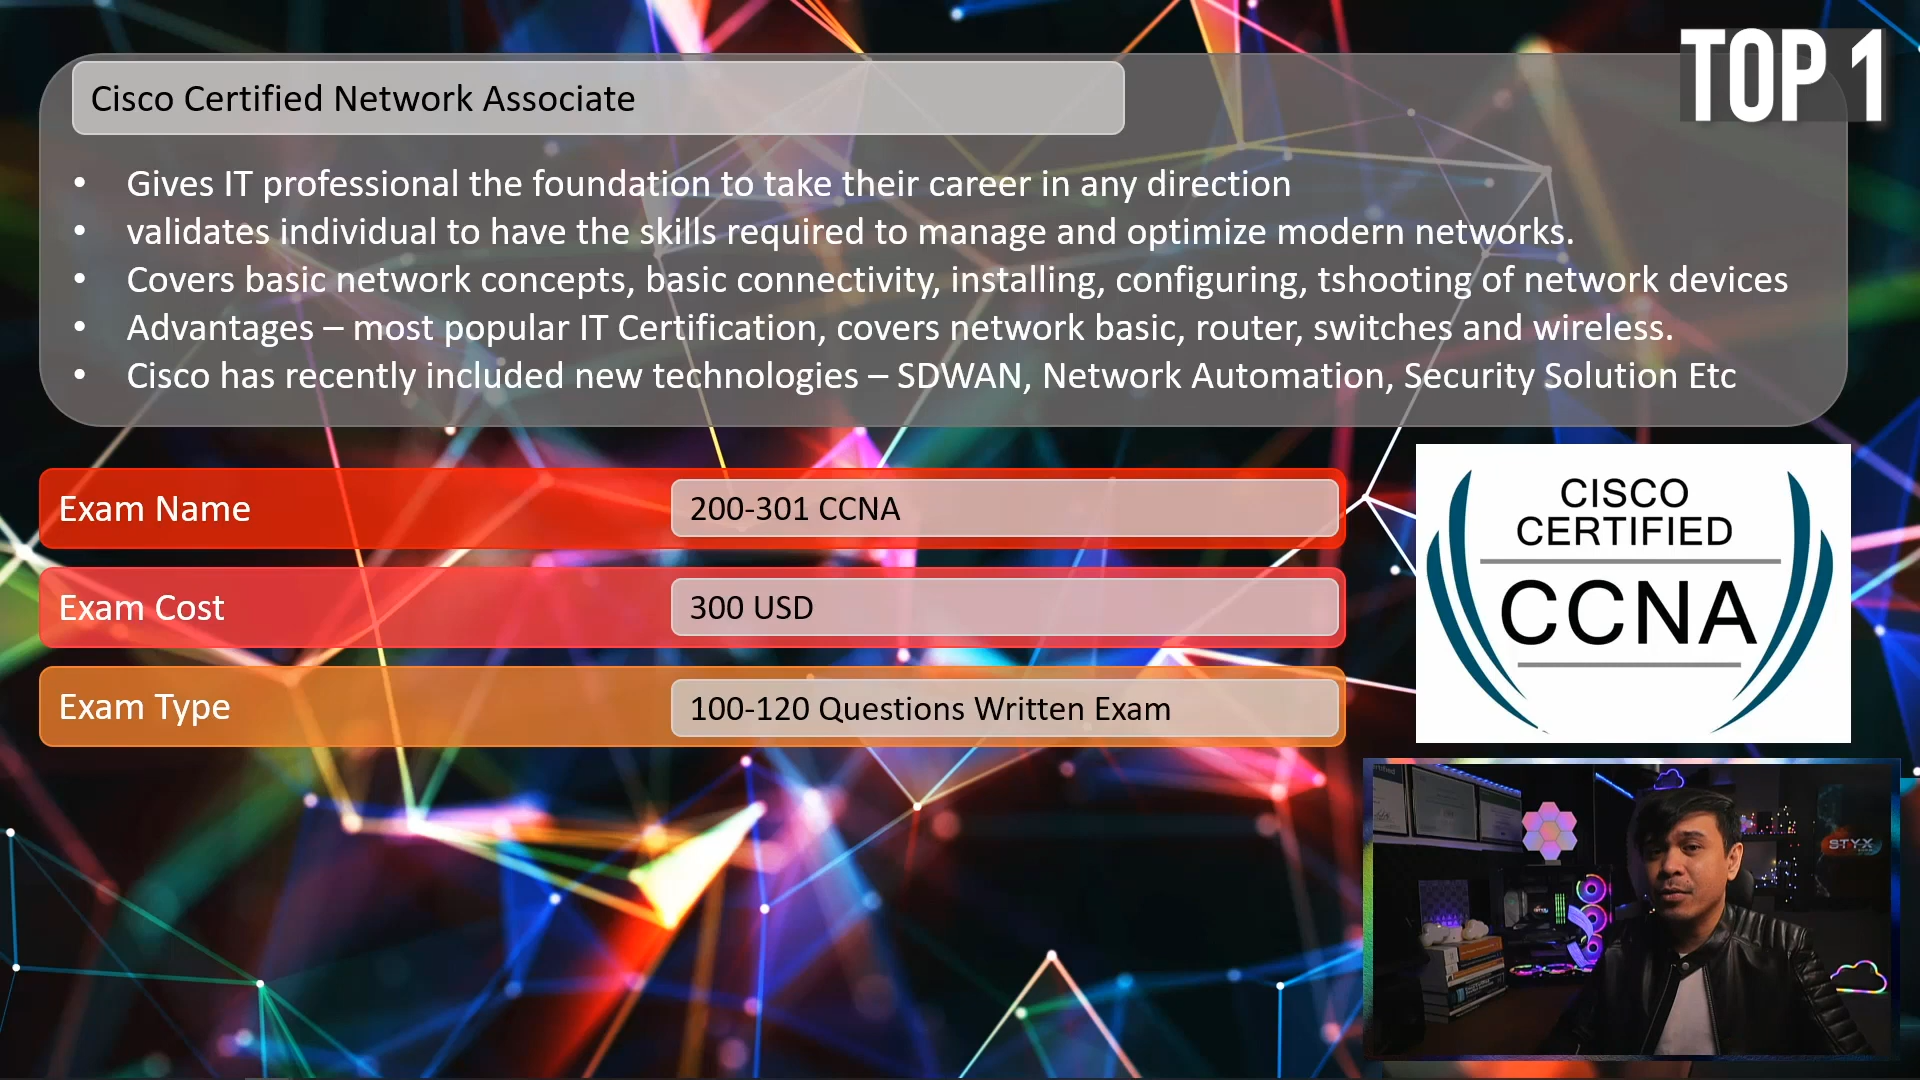 TOP 1
Cisco Certified Network Associate
• Gives IT professional the foundation to take their career in any direction
• validates individual to have the skills required to manage and optimize modern networks.
• Covers basic network concepts, basic connectivity, installing, configuring, tshooting of network devices
• Advantages – most popular IT Certification, covers network basic, router, switches and wireless.
• Cisco has recently included new technologies – SDWAN, Network Automation, Security Solution Etc
Exam Name
200-301 CCNA
Exam Cost
300 USD
Exam Type
100-120 Questions Written Exam
CISCO
CERTIFIED
CCNA
STYX